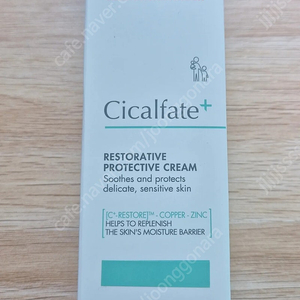 Cicalfate+
RESTORATIVE
PROTECTIVE CREAM
Soothes and protects
delicate, sensitive skin
[C+-RESTORE]™ - COPPER - ZINC
HELPS TO REPLENISH
THE SKIN'S MOISTURE BARRIER